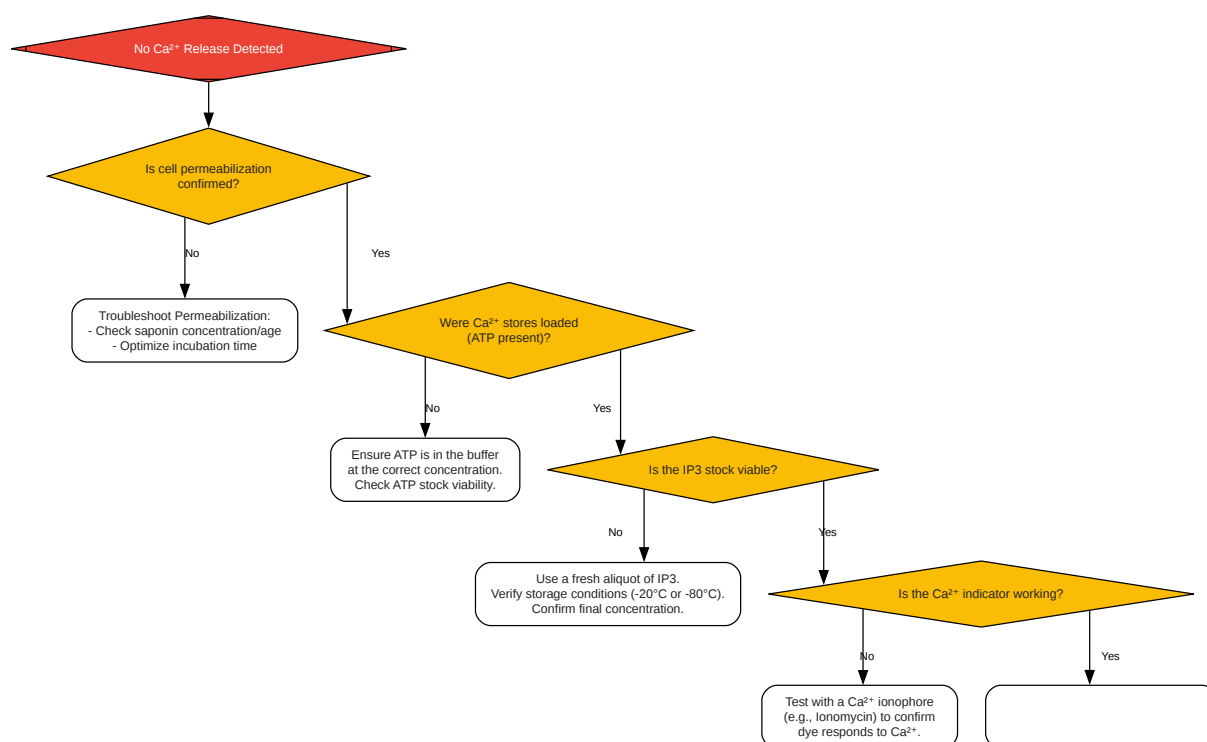 No Ca²⁺ Release Detected
Is cell permeabilization
confirmed?
No
Yes
Troubleshoot Permeabilization:
- Check saponin concentration/age
- Optimize incubation time
Were Ca²⁺ stores loaded
(ATP present)?
No
Yes
Ensure ATP is in the buffer
at the correct concentration.
Check ATP stock viability.
Is the IP3 stock viable?
No
Yes
Use a fresh aliquot of IP3.
Verify storage conditions (-20°C or -80°C).
Confirm final concentration.
Is the Ca²⁺ indicator working?
No
Yes
Test with a Ca²⁺ ionophore
(e.g., Ionomycin) to confirm
dye responds to Ca²⁺.